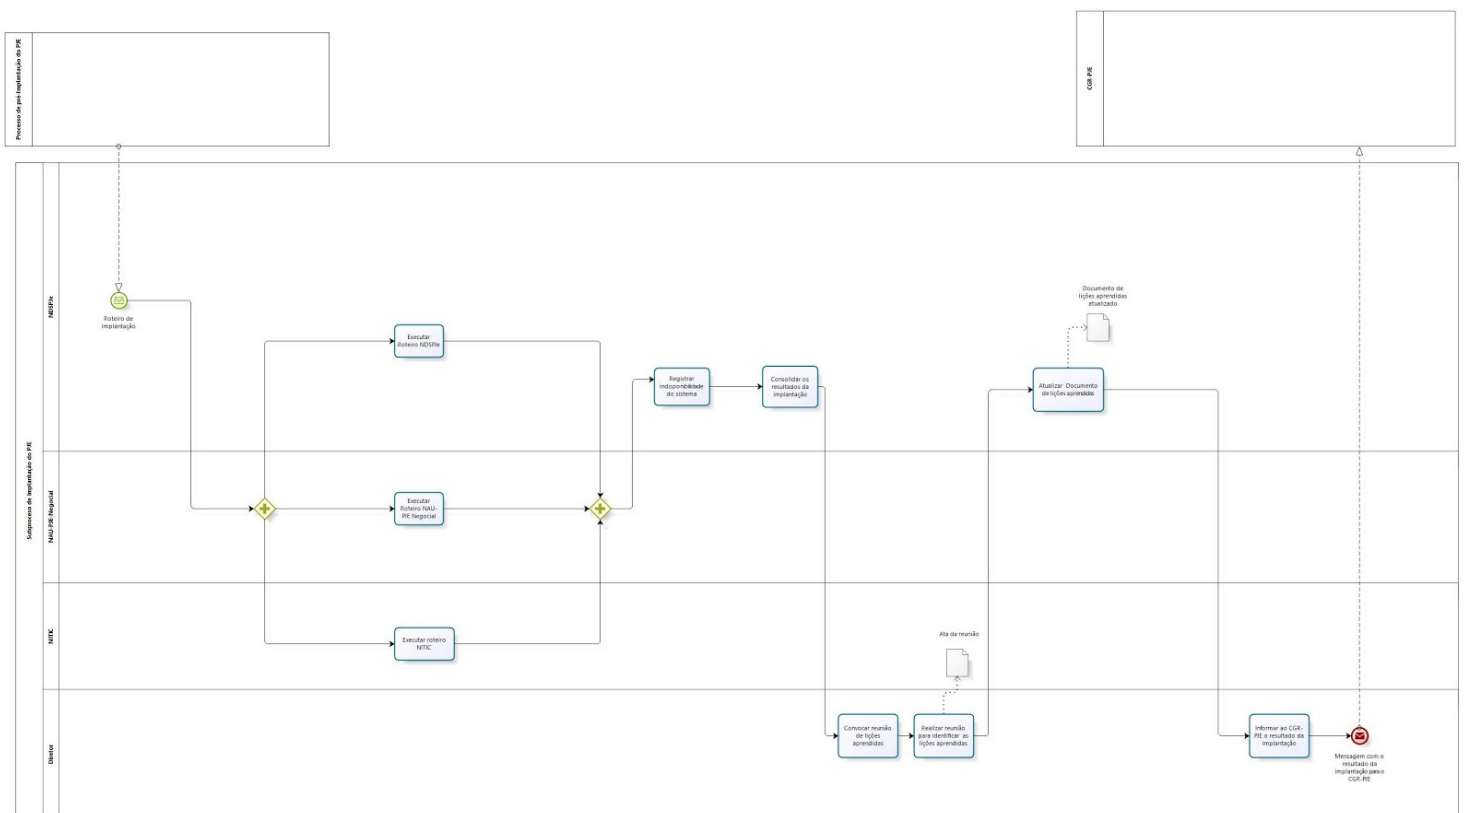 Processo de pré-implantação do PJE
CGR-PJE
Subprocesso de Implantação do PJE
NDSPJe
Roteiro de
implantação
Executar
Roteiro NDSPJe
Registrar
indisponibilidade
do sistema
Consolidar os
resultados da
implantação
Documento de
lições aprendidas
atualizado
Atualizar Documento
de lições aprendidas
NAU-PJE-Negocial
Executar
Roteiro NAU-
PJE Negocial
NITIC
Executar roteiro
NITIC
Ata da reunião
Diretor
Convocar reunião
de lições
aprendidas
Realizar reunião
para identificar as
lições aprendidas
Informar ao CGR-
PJE o resultado da
implantação
Mensagem com o
resultado da
implantação para o
CGR-PJE